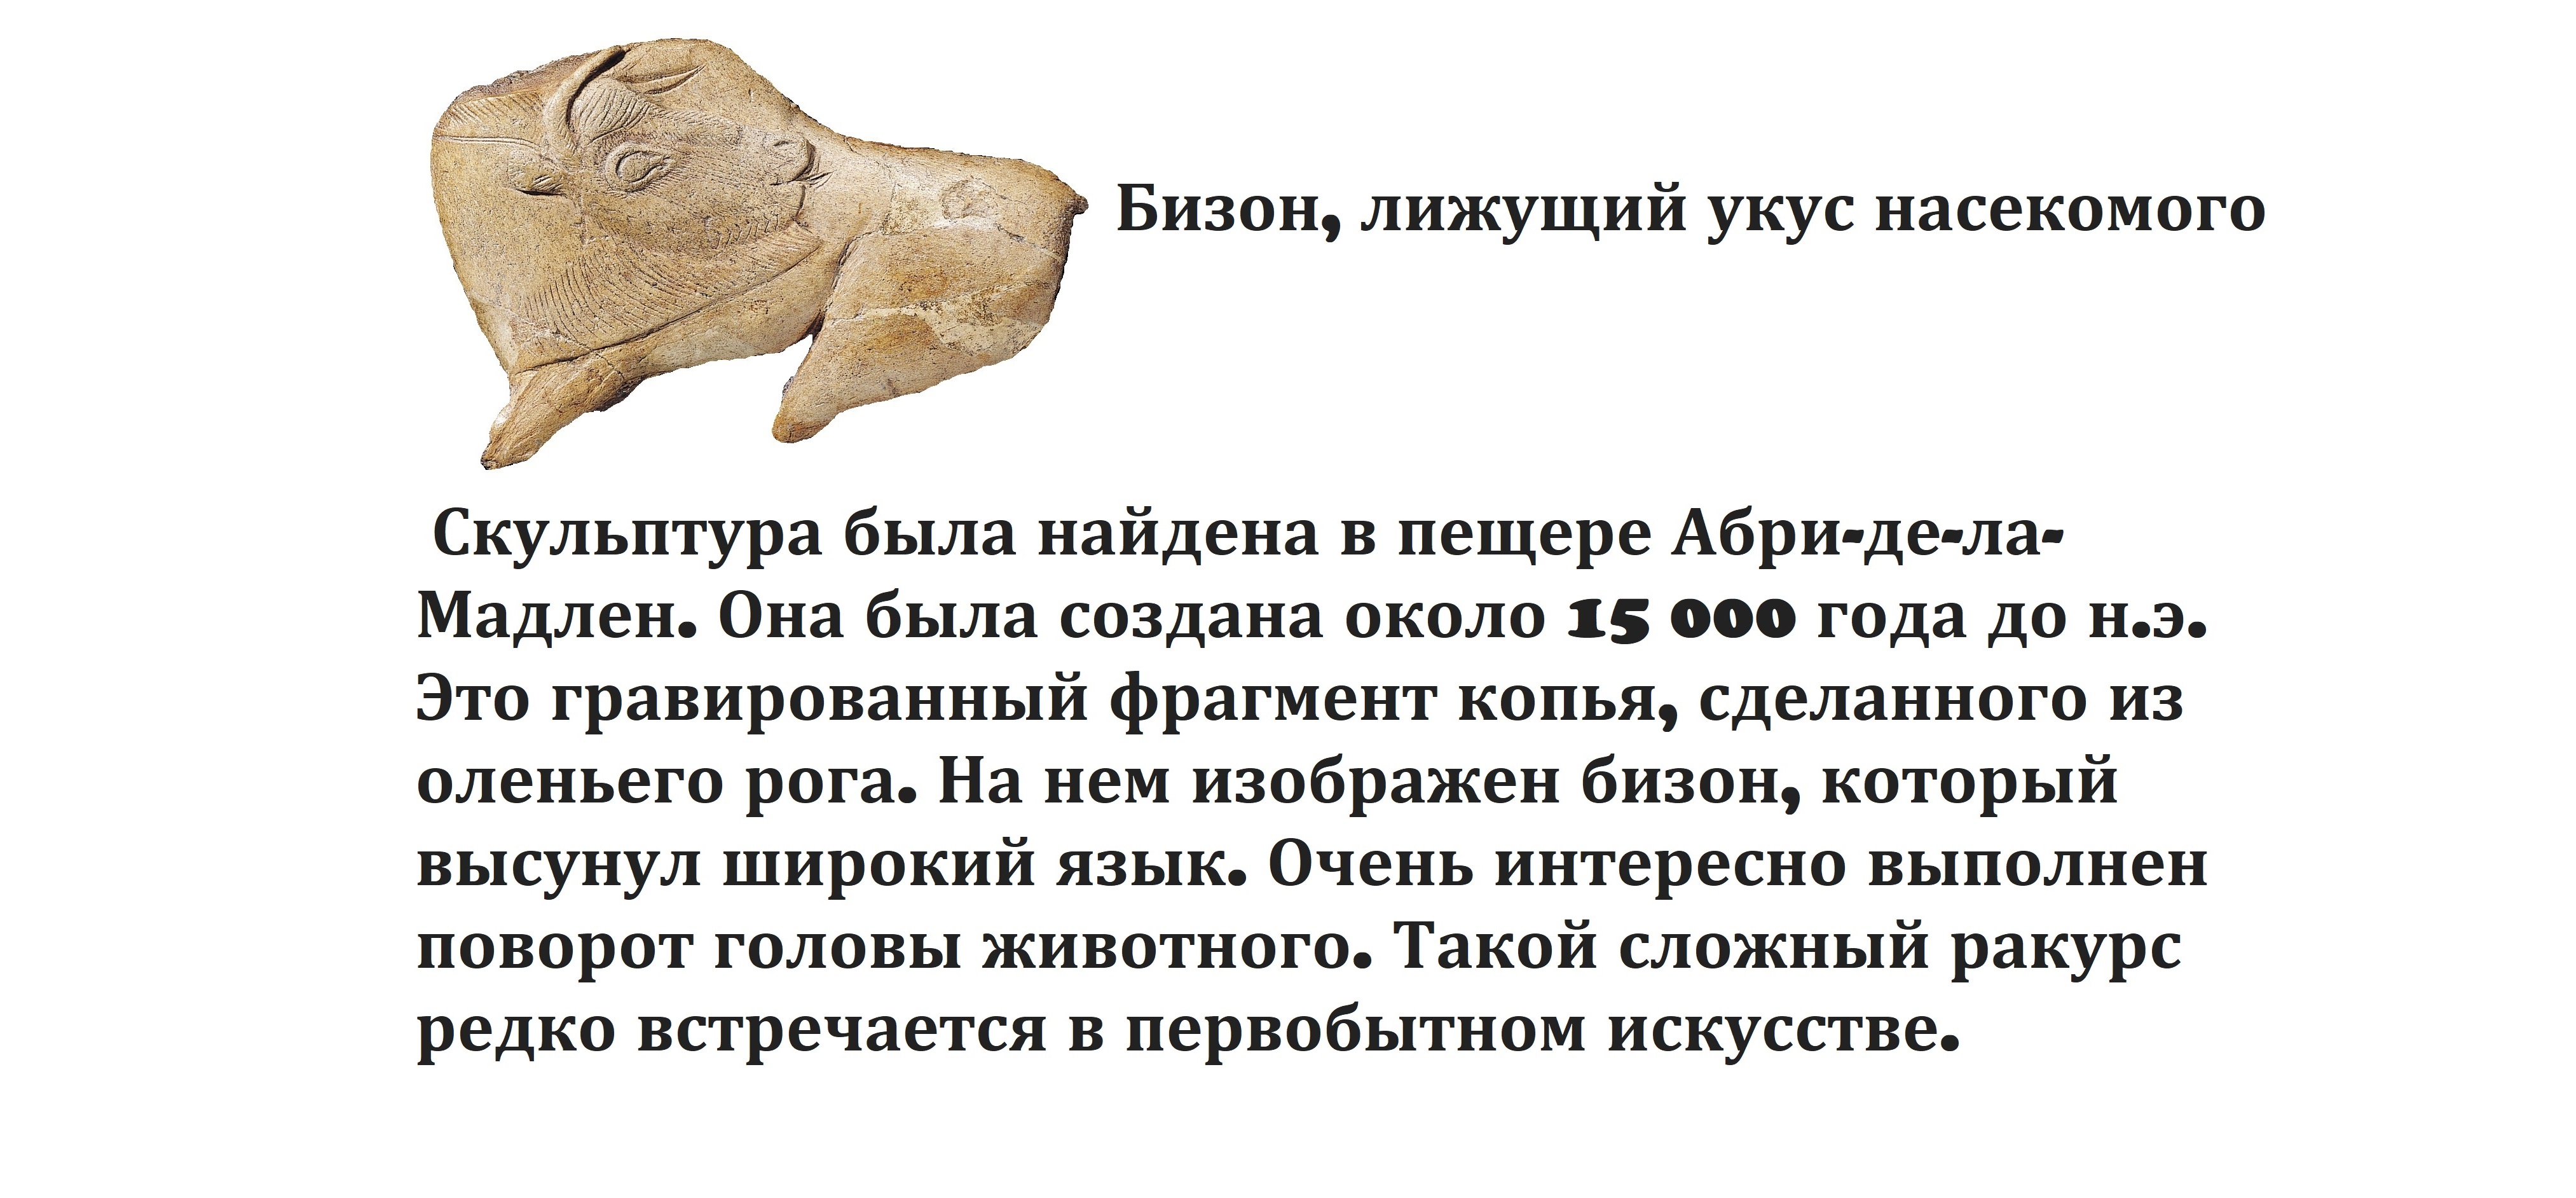 Бизон, лижущий укус насекомого
Скульптура была найдена в пещере Абри-де-ла-
Мадлен. Она была создана около 15 000 года до н.э.
Это гравированный фрагмент копья, сделанного из
оленьего рога. На нем изображен бизон, который
высунул широкий язык. Очень интересно выполнен
поворот головы животного. Такой сложный ракурс
редко встречается в первобытном искусстве.